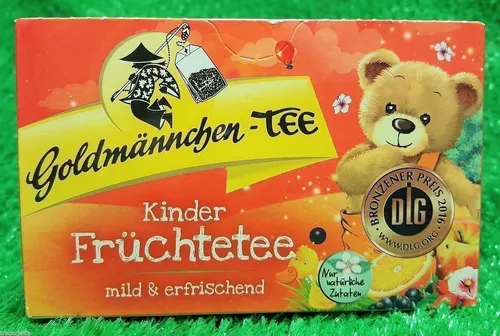 Goldmännchen-TEE
Kinder
Früchtetee
mild & erfrischend
BRONZENER PREIS 2016
DLG
WWW.DLG.ORG
Nur
natürliche
Zutaten